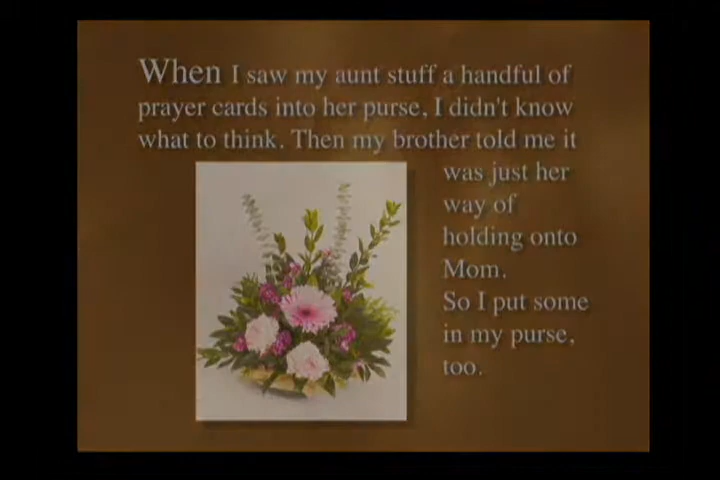 When I saw my aunt stuff a handful of
prayer cards into her purse, I didn't know
what to think. Then my brother told me it
was just her
way of
holding onto
Mom.
So I put some
in my purse,
too.